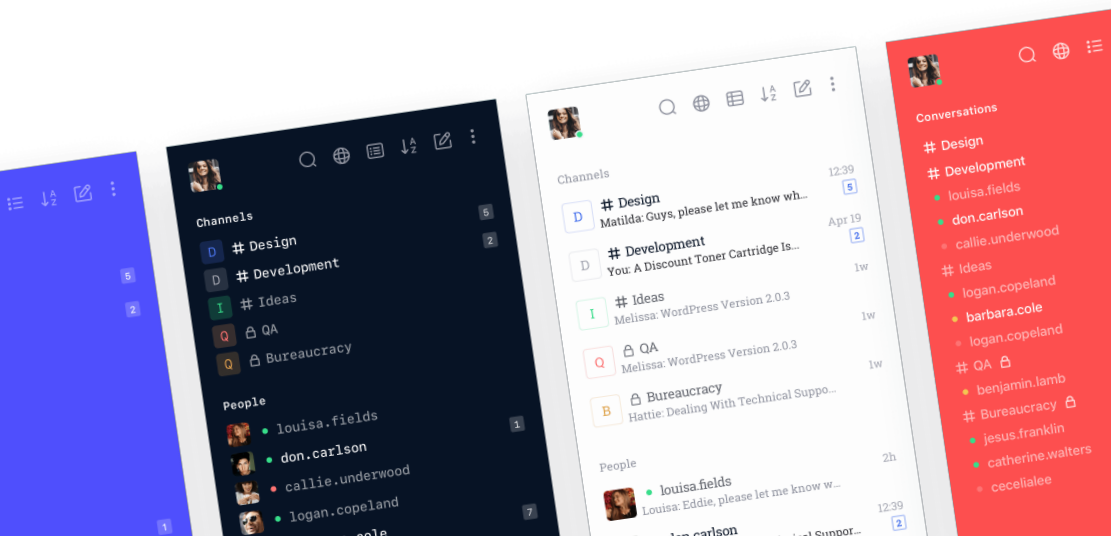 5
2
1
Channels
D # Design 5
D # Development 2
I # Ideas
Q QA
Q Bureaucracy
People
louisa.fields
don.carlson 1
callie.underwood
logan.copeland
cole 7
Channels
D # Design 12:39
Matilda: Guys, please let me know wh... 5
D # Development Apr 19
You: A Discount Toner Cartridge Is... 2
I # Ideas 1w
Melissa: WordPress Version 2.0.3
Q QA 1w
Melissa: WordPress Version 2.0.3
B Bureaucracy 1w
Hattie: Dealing With Technical Suppo...
People
louisa.fields 2h
Louisa: Eddie, please let me know w...
don.carlson 12:39
nical Suppor... 2
Conversations
# Design
# Development
louisa.fields
don.carlson
callie.underwood
# Ideas
logan.copeland
barbara.cole
logan.copeland
# QA
benjamin.lamb
# Bureaucracy
jesus.franklin
catherine.walters
cecelialee